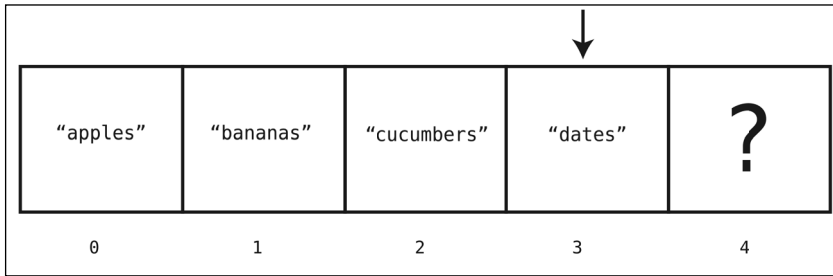 “apples” “bananas” “cucumbers” “dates” ?
0 1 2 3 4